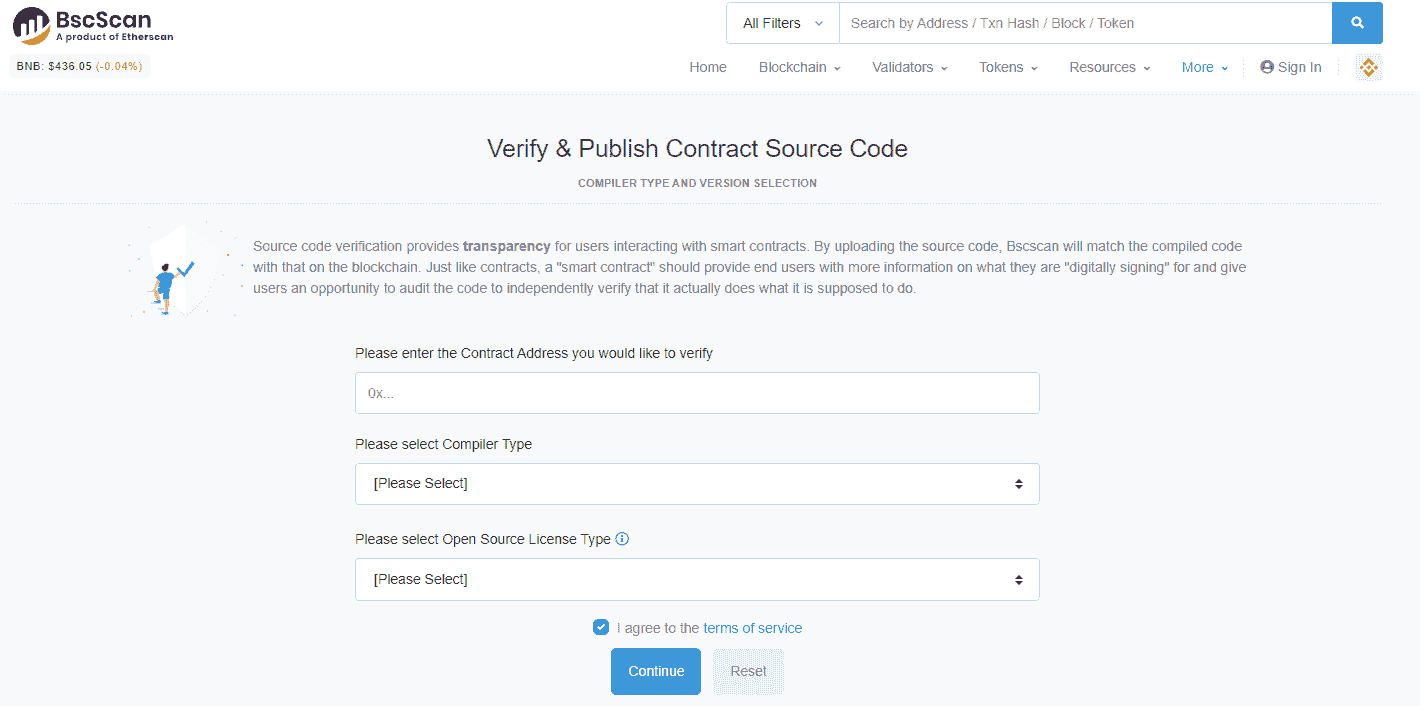 BscScan
A product of Etherscan
All Filters
Search by Address / Txn Hash / Block / Token
BNB: $436.05 (-0.04%)
Home Blockchain Validators Tokens Resources More Sign In
Verify & Publish Contract Source Code
COMPILER TYPE AND VERSION SELECTION
Source code verification provides transparency for users interacting with smart contracts. By uploading the source code, Bscscan will match the compiled code
with that on the blockchain. Just like contracts, a "smart contract" should provide end users with more information on what they are "digitally signing" for and give
users an opportunity to audit the code to independently verify that it actually does what it is supposed to do.
Please enter the Contract Address you would like to verify
0x...
Please select Compiler Type
[Please Select]
Please select Open Source License Type
[Please Select]
I agree to the terms of service
Continue Reset